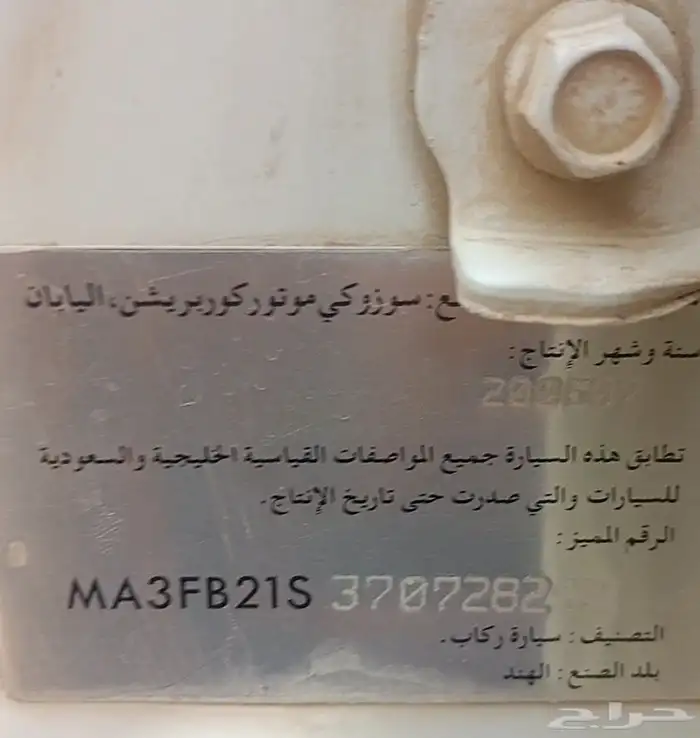 ع: سوزوكي موتور كوربريشن، اليابان
سنة وشهر الإنتاج:
تطابق هذه السيارة جميع المواصفات القياسية الخليجية والسعودية
للسيارات والتي صدرت حتى تاريخ الإنتاج.
الرقم المميز:
MA3FB21S 3707282
التصنيف: سيارة ركاب.
بلد الصنع: الهند
حراج